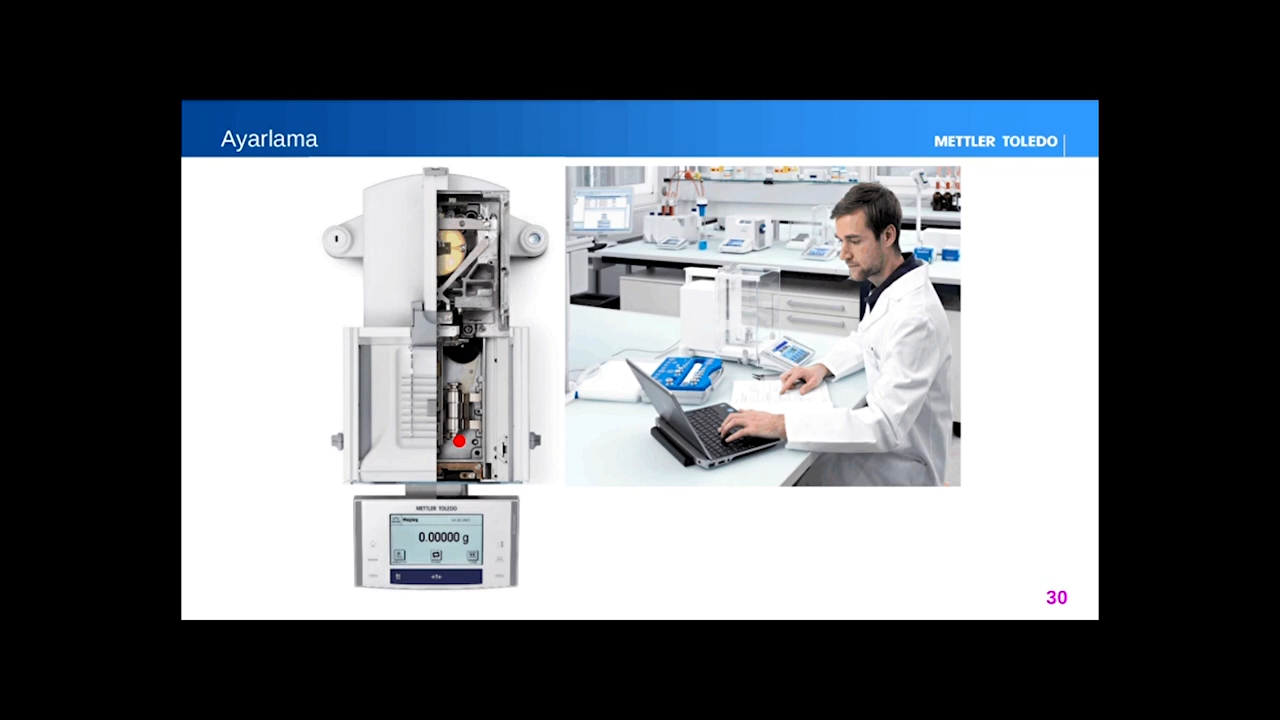 Ayarlama
METTLER TOLEDO
METTLER TOLEDO
0.00000 g
30